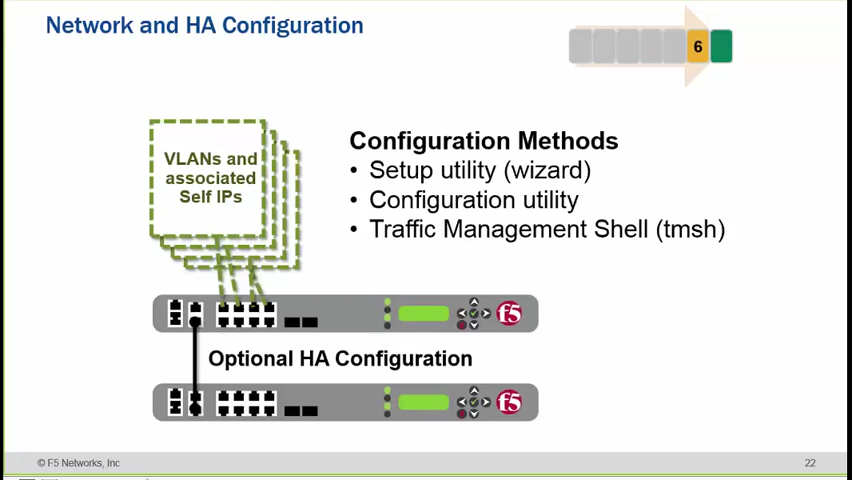 Network and HA Configuration
6
VLANs and
associated
Self IPs
Configuration Methods
• Setup utility (wizard)
• Configuration utility
• Traffic Management Shell (tmsh)
f5
Optional HA Configuration
f5
© F5 Networks, Inc
22